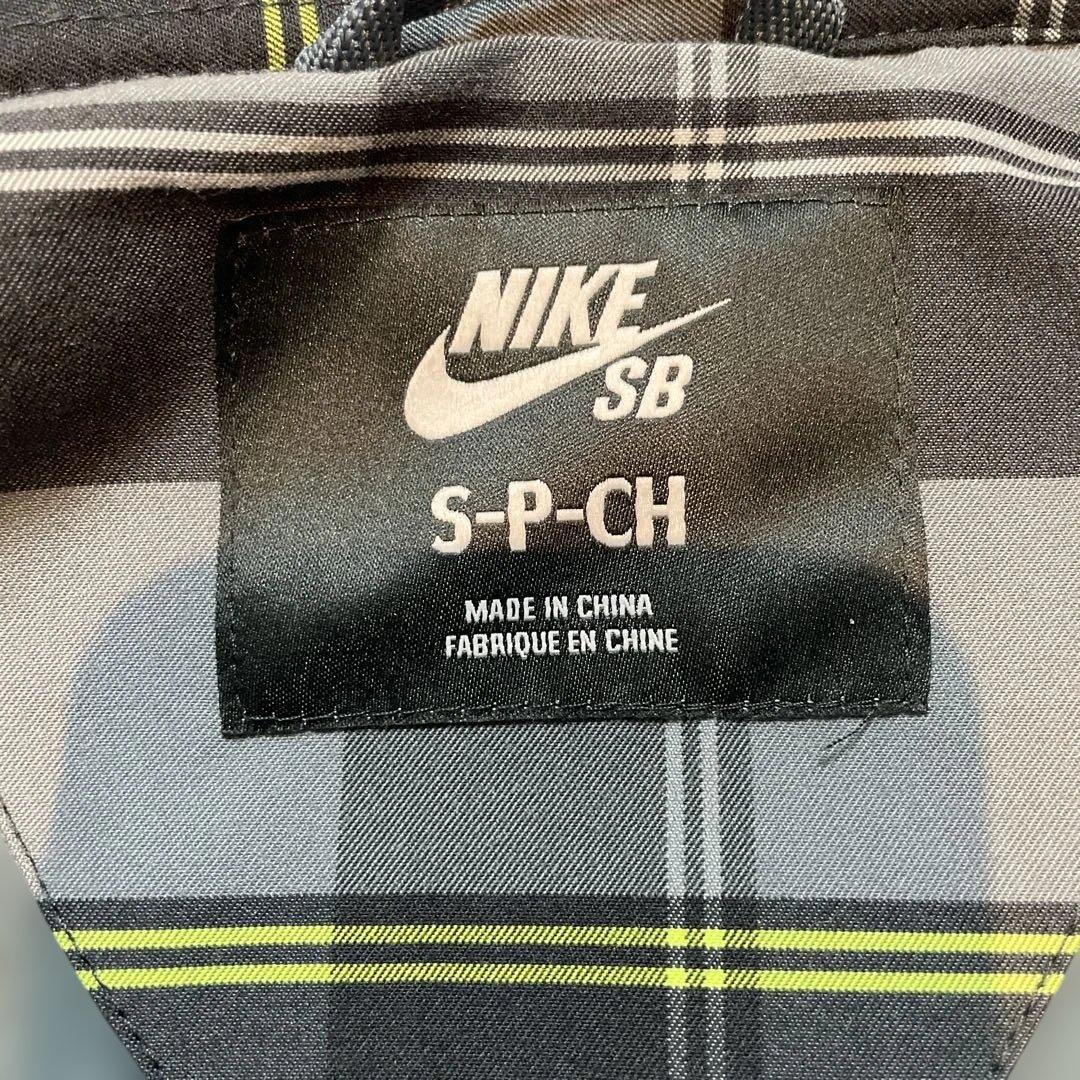 NIKE
SB
S-P-CH
MADE IN CHINA
FABRIQUE EN CHINE